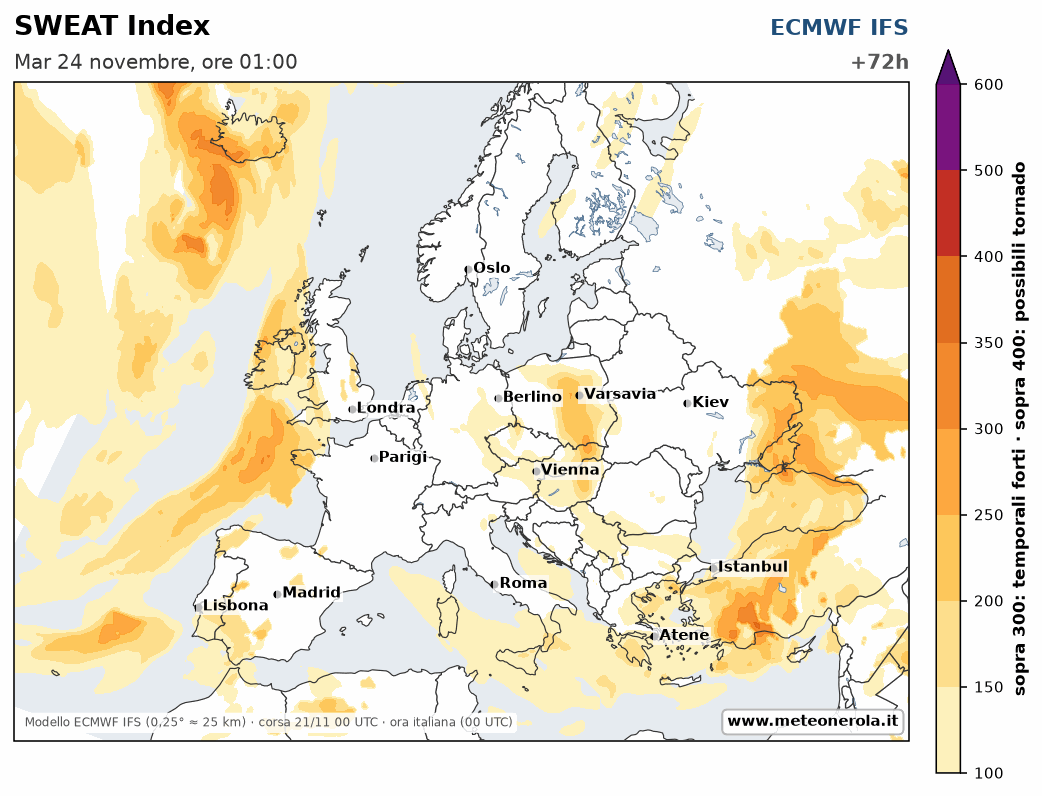 SWEAT Index
ECMWF IFS
Mar 24 novembre, ore 01:00
+72h
Oslo
Londra
Berlino
Varsavia
Kiev
Parigi
Vienna
Istanbul
Roma
Madrid
Lisbona
Atene
Modello ECMWF IFS (0,25° ≈ 25 km) · corsa 21/11 00 UTC · ora italiana (00 UTC)
www.meteonerola.it
600
500
400
350
300
250
200
150
100
sopra 300: temporali forti · sopra 400: possibili tornado